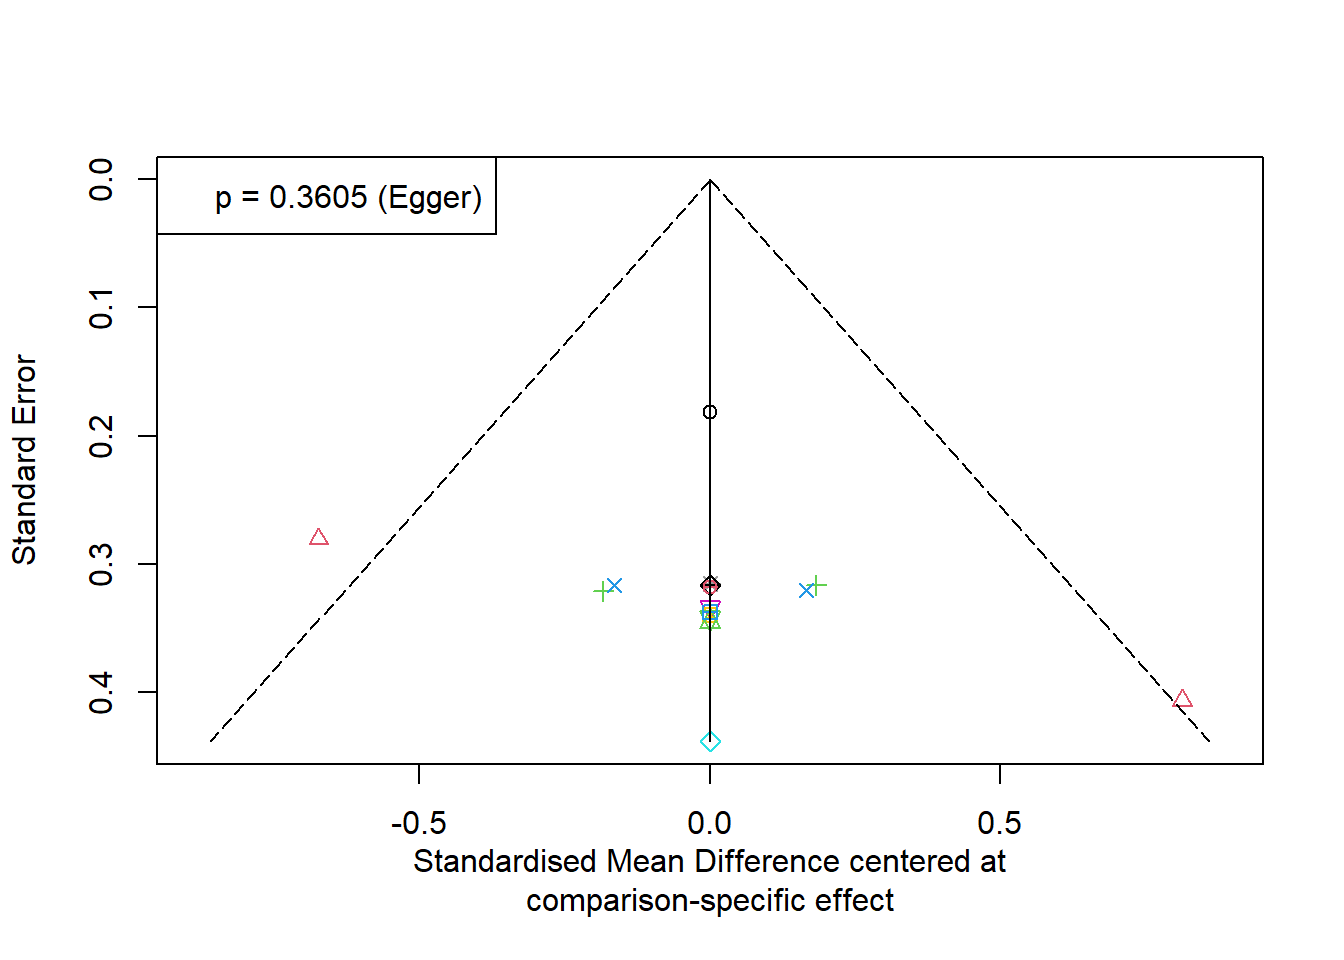 p = 0.3605 (Egger)
0.0
0.1
0.2
0.3
0.4
Standard Error
-0.5
0.0
0.5
Standardised Mean Difference centered at
comparison-specific effect